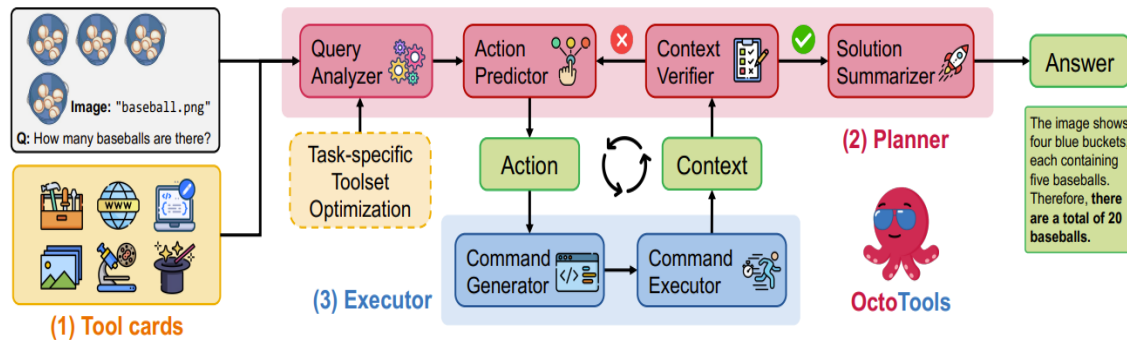 Image: "baseball.png"
Q: How many baseballs are there?
WWW
(1) Tool cards
Query
Analyzer
Action
Predictor
Context
Verifier
Solution
Summarizer
(2) Planner
Task-specific
Toolset
Optimization
Action
Context
Command
Generator
Command
Executor
(3) Executor
OctoTools
Answer
The image shows
four blue buckets
each containing
five baseballs.
Therefore, there
are a total of 20
baseballs.